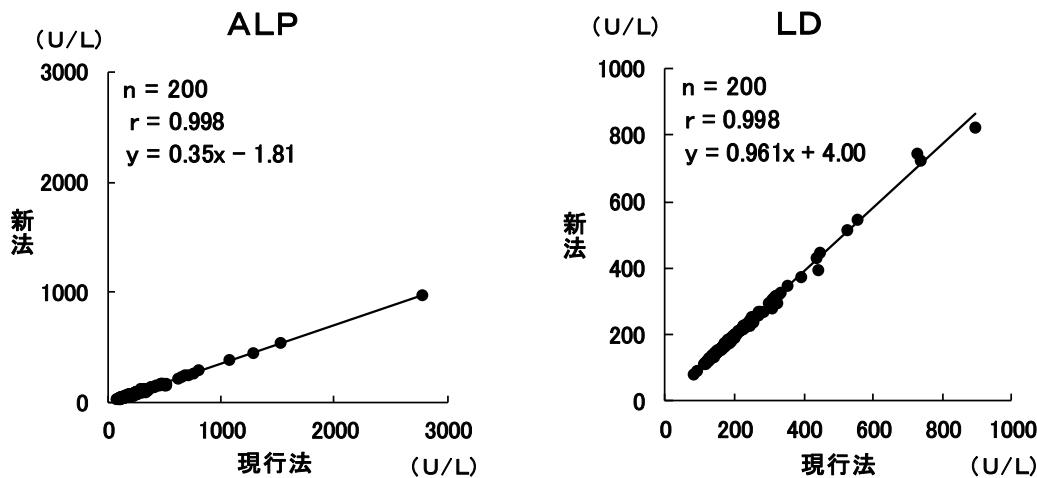 ALP
(U/L)
3000
2000
1000
0
n = 200
r = 0.998
y = 0.35x − 1.81
新法
0 1000 2000 3000
現行法 (U/L)
LD
(U/L)
1000
800
600
400
200
0
n = 200
r = 0.998
y = 0.961x + 4.00
新法
0 200 400 600 800 1000
現行法 (U/L)